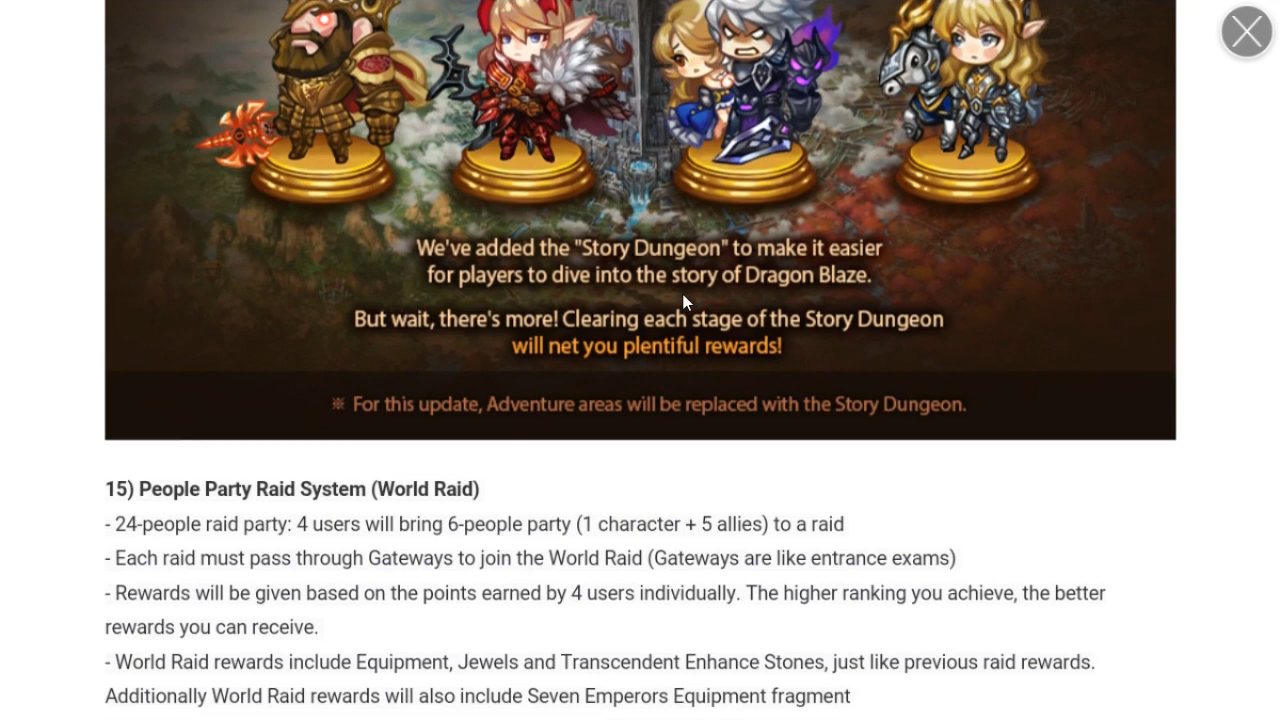 We've added the "Story Dungeon" to make it easier
for players to dive into the story of Dragon Blaze.
But wait, there's more! Clearing each stage of the Story Dungeon
will net you plentiful rewards!
※ For this update, Adventure areas will be replaced with the Story Dungeon.
15) People Party Raid System (World Raid)
- 24-people raid party: 4 users will bring 6-people party (1 character + 5 allies) to a raid
- Each raid must pass through Gateways to join the World Raid (Gateways are like entrance exams)
- Rewards will be given based on the points earned by 4 users individually. The higher ranking you achieve, the better
rewards you can receive.
- World Raid rewards include Equipment, Jewels and Transcendent Enhance Stones, just like previous raid rewards.
Additionally World Raid rewards will also include Seven Emperors Equipment fragment